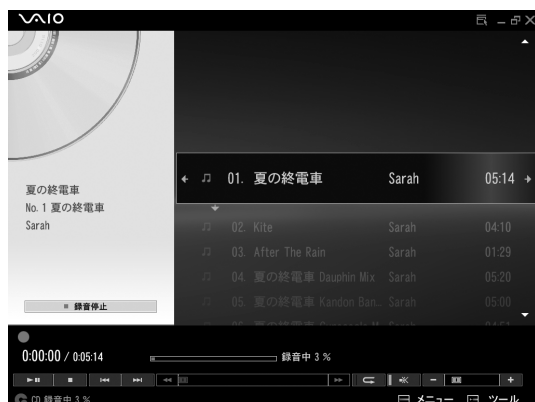 VAIO
夏の終電車
No. 1 夏の終電車
Sarah
録音停止
01. 夏の終電車 Sarah 05:14
02. Kite Sarah 04:10
03. After The Rain Sarah 01:29
04. 夏の終電車 Dauphin Mix Sarah 05:20
05. 夏の終電車 Kandon Ban.. Sarah 05:00
0:00:00 / 0:05:14 録音中 3 %
CD 録音中 3 %
メニュー ツール